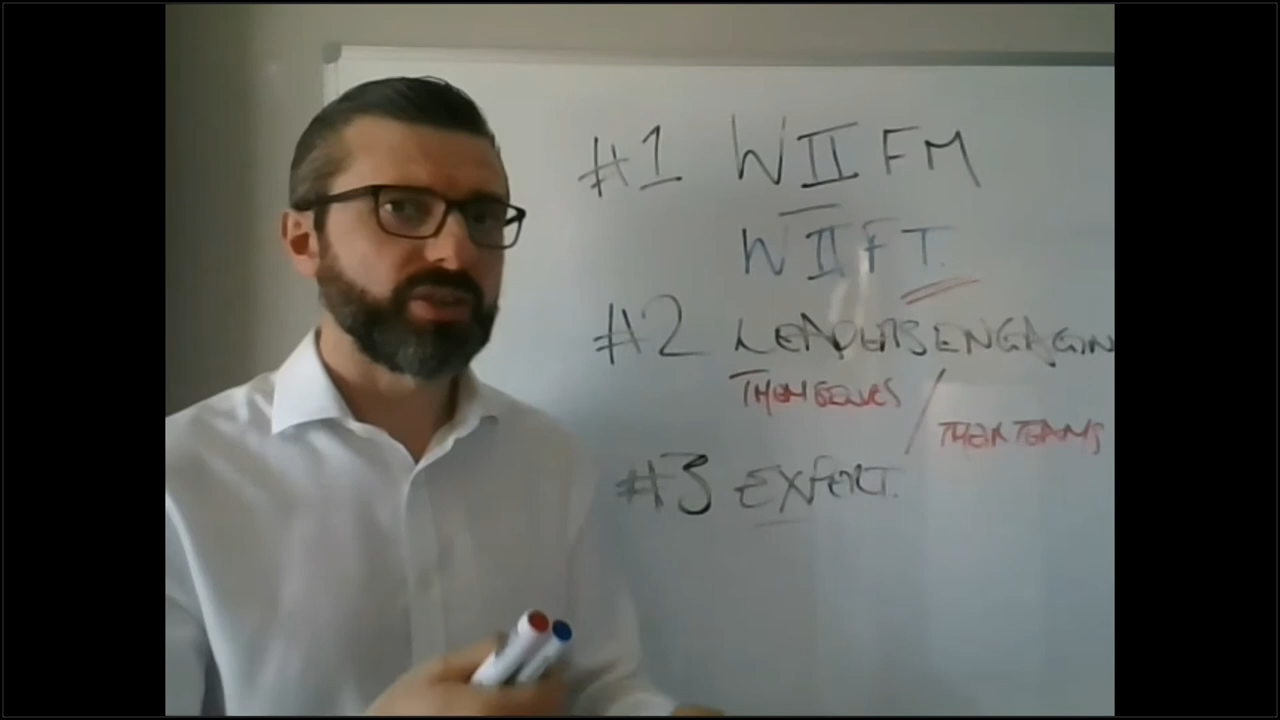 #1 WIIFM
WIIFT.
#2 LEADERS ENGAGIN
THEMSELVES / THEIR TEAMS
#3 EXPERT.